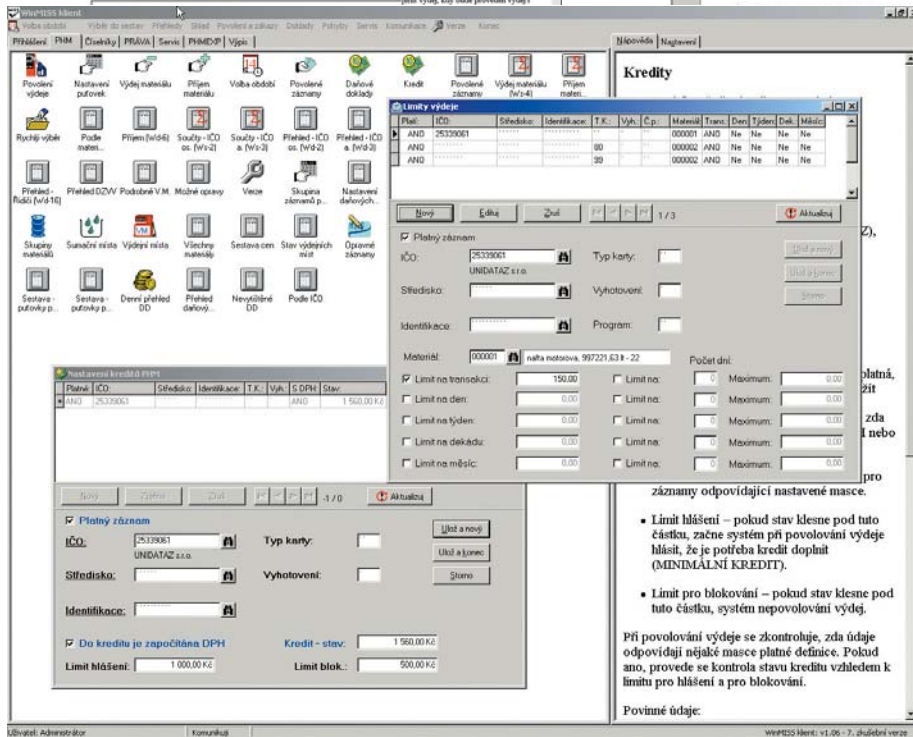 WinMISS klient
Volba období Výběr do sestav Přehledy Sklad Povolení a zákazy Doklady Pohyby Servis Komunikace Verze Konec
Přihlášení PHM Číselníky PRÁVA Servis PHMEXP Výpis
Nápověda Nastavení
Povolení výdeje
Nastavení puťovek
Výdej materiálu
Příjem materiálu
Volba období
Povolené záznamy
Daňové doklady
Kredit
Povolené záznamy
Výdej materiálu (Ws-4)
Příjem materi...
Rychlý výběr
Podle materi...
Příjem (Wd-6)
Součty - IČO os. (Ws-2)
Součty - IČO a. (Ws-3)
Přehled - IČO os. (Wd-2)
Přehled - IČO a. (Wd-3)
Přehled - Řidiči (Wd-16)
Přehled DZVV
Podrobně V.M.
Možné opravy
Verze
Skupina záznamů p...
Nastavení daňových...
Skupiny materiálů
Sumační místa
Výdejní místa
Všechny materiály
Sestava cen
Stav výdejních míst
Opravné záznamy
Sestava - puťovky p...
Sestava - puťovky p...
Denní přehled DD
Přehled daňový...
Nevytištěné DD
Podle IČO
Limity výdeje
Platí: IČO: Středisko: Identifikace: T.K.: Vyh.: Č.p.: Materiál: Trans.: Den: Týden: Dek.: Měsíc:
ANO 25339061 000001 ANO Ne Ne Ne Ne
ANO 80 000002 ANO Ne Ne Ne Ne
ANO 99 000002 ANO Ne Ne Ne Ne
Nový Edituj Zruš 1 / 3 Aktualizuj
Platný záznam
IČO: 25339061 Typ karty:
UNIDATAZ s.r.o.
Středisko: Vyhotovení:
Identifikace: Program:
Ulož a nový
Ulož a konec
Storno
Materiál: 000001 nafta motorova, 997221,63 lt - 22 Počet dní:
Limit na transakci: 150,00 Limit na: 0 Maximum: 0,00
Limit na den: 0,00 Limit na: 0 Maximum: 0,00
Limit na týden: 0,00 Limit na: 0 Maximum: 0,00
Limit na dekádu: 0,00 Limit na: 0 Maximum: 0,00
Limit na měsíc: 0,00 Limit na: 0 Maximum: 0,00
Nastavení kreditů PHM
Platné: IČO: Středisko: Identifikace: T.K.: Vyh.: S DPH: Stav:
ANO 25339061 ANO 1 560,00 Kč
Nový Změna Zruš -1 / 0 Aktualizuj
Platný záznam
IČO: 25339061 Typ karty:
UNIDATAZ s.r.o.
Středisko: Vyhotovení:
Identifikace:
Ulož a nový
Ulož a konec
Storno
Do kreditu je započítána DPH Kredit - stav: 1 560,00 Kč
Limit hlášení: 1 000,00 Kč Limit blok.: 500,00 Kč
Kredity
Z),
platná,
žít
zda
I nebo
pro
záznamy odpovídající nastavené masce.
• Limit hlášení – pokud stav klesne pod tuto
částku, začne systém při povolování výdeje
hlásit, že je potřeba kredit doplnit
(MINIMÁLNÍ KREDIT).
• Limit pro blokování – pokud stav klesne pod
tuto částku, systém nepovolování výdej.
Při povolování výdeje se zkontroluje, zda údaje
odpovídají nějaké masce platné definice. Pokud
ano, provede se kontrola stavu kreditu vzhledem k
limitu pro hlášení a pro blokování.
Povinné údaje:
Uživatel: Administrátor Komunikuji WinMISS klient: v1.06 - 7. zkušební verze